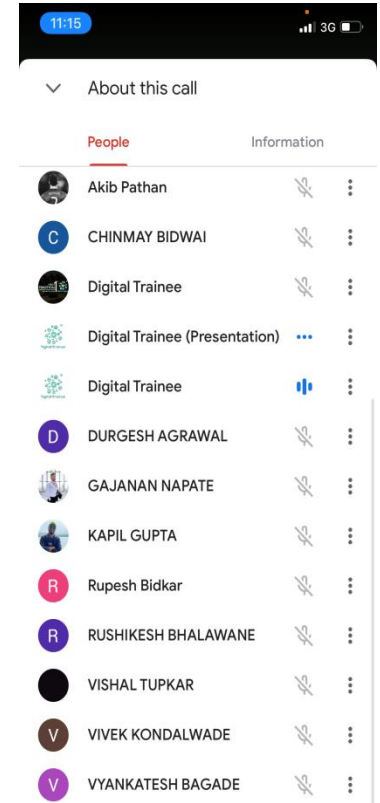 11:15
3G
About this call
People Information
Akib Pathan
C CHINMAY BIDWAI
Digital Trainee
Digital Trainee (Presentation)
Digital Trainee
D DURGESH AGRAWAL
GAJANAN NAPATE
KAPIL GUPTA
R Rupesh Bidkar
R RUSHIKESH BHALAWANE
VISHAL TUPKAR
V VIVEK KONDALWADE
V VYANKATESH BAGADE